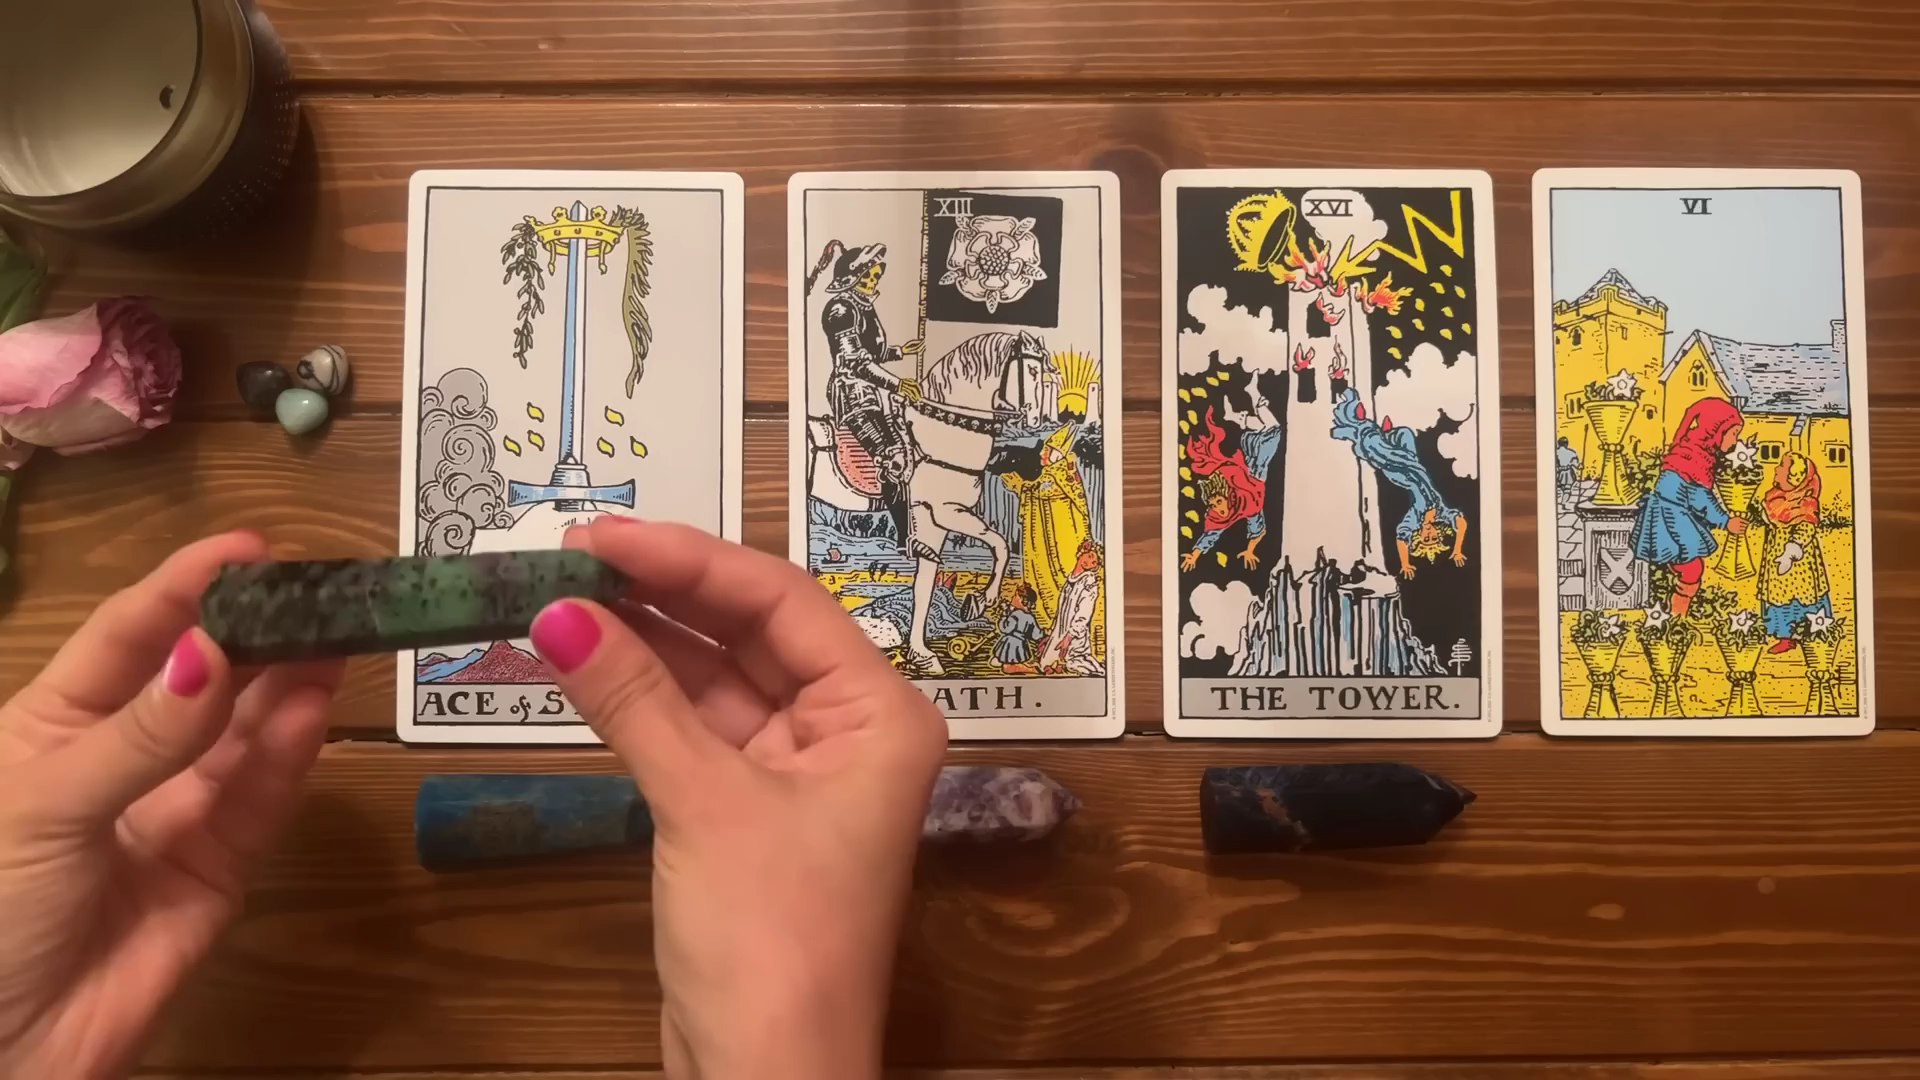 ACE of S
XIII
ATH.
XVI
THE TOWER.
VI